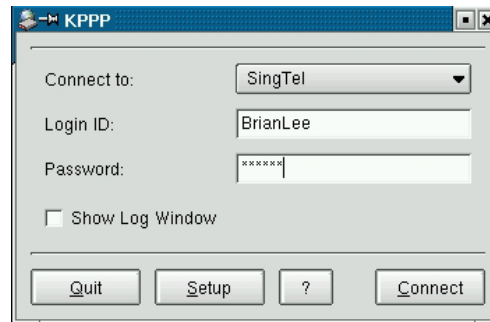 KPPP
Connect to: SingTel
Login ID: BrianLee
Password: ******
Show Log Window
Quit Setup ? Connect